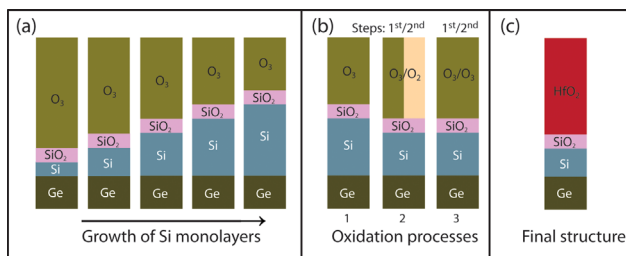 (a)
O₃ O₃ O₃ O₃ O₃
SiO₂ SiO₂ SiO₂ SiO₂ SiO₂
Si Si Si Si Si
Ge Ge Ge Ge Ge
Growth of Si monolayers
(b)
Steps: 1st/2nd 1st/2nd
O₃ O₃/O₂ O₃/O₃
SiO₂ SiO₂ SiO₂
Si Si Si
Ge Ge Ge
1 2 3
Oxidation processes
(c)
HfO₂
SiO₂
Si
Ge
Final structure